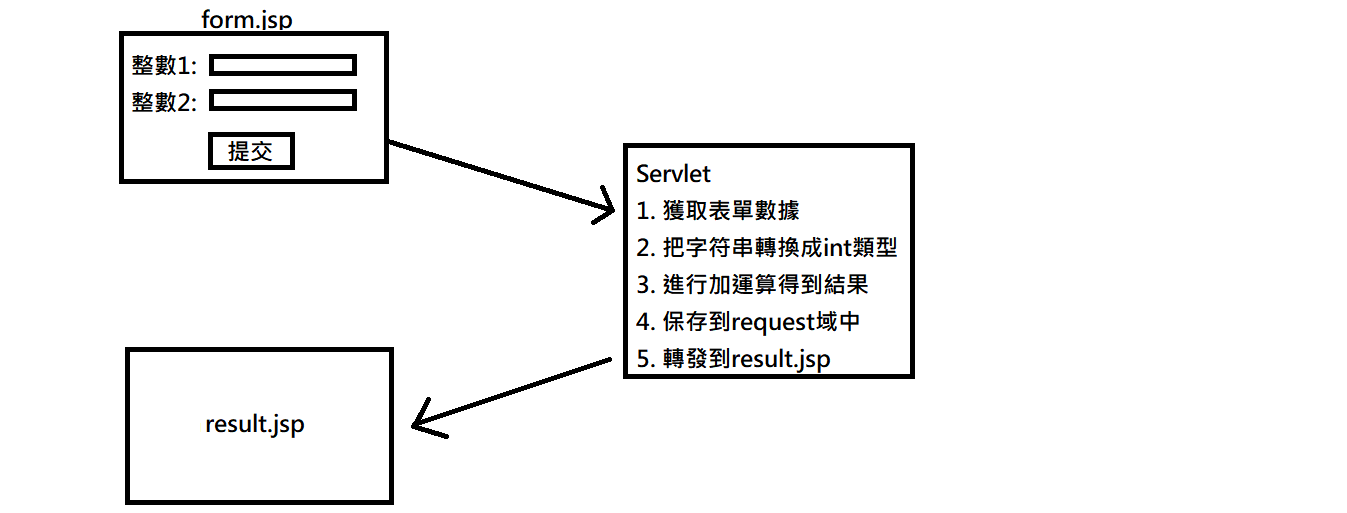 form.jsp
整數1:
整數2:
提交
Servlet
1. 獲取表單數據
2. 把字符串轉換成int類型
3. 進行加運算得到結果
4. 保存到request域中
5. 轉發到result.jsp
result.jsp